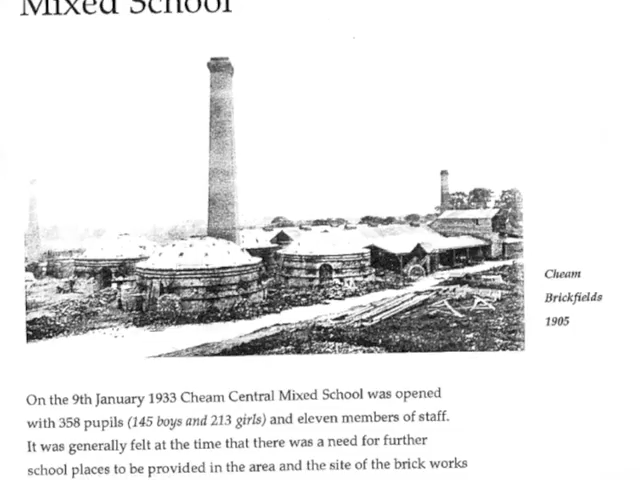 Mixed School
Cheam
Brickfields
1905
On the 9th January 1933 Cheam Central Mixed School was opened
with 358 pupils (145 boys and 213 girls) and eleven members of staff.
It was generally felt at the time that there was a need for further
school places to be provided in the area and the site of the brick works